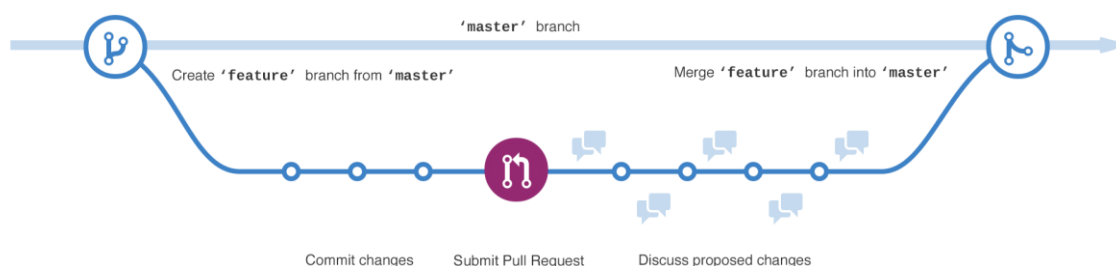 ‘master’ branch
Create ‘feature’ branch from ‘master’
Merge ‘feature’ branch into ‘master’
Commit changes
Submit Pull Request
Discuss proposed changes